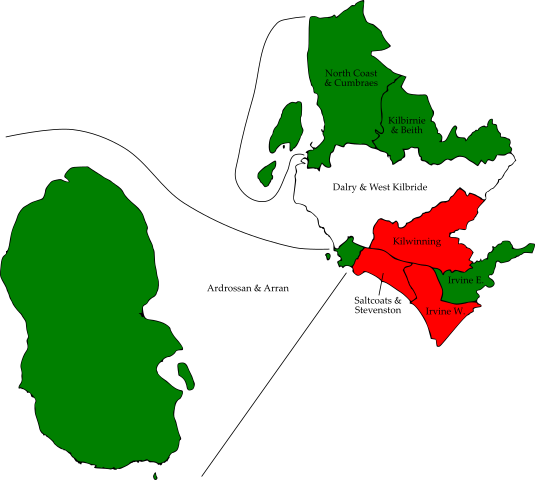 North Coast
& Cumbraes
Kilbirnie
& Beith
Dalry & West Kilbride
Kilwinning
Irvine E.
Ardrossan & Arran
Saltcoats &
Stevenston
Irvine W.